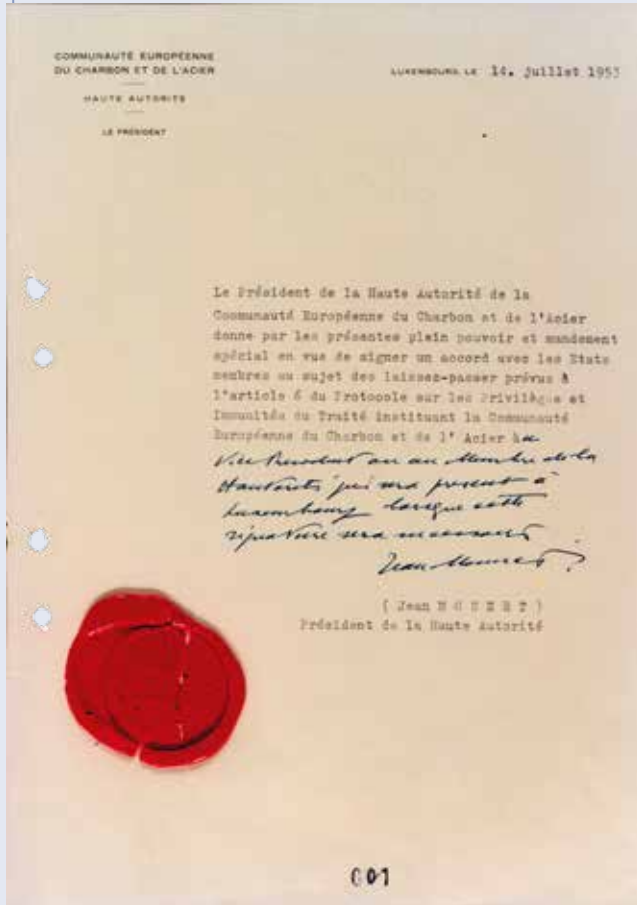 COMMUNAUTÉ EUROPÉENNE
DU CHARBON ET DE L'ACIER
HAUTE AUTORITÉ
LE PRÉSIDENT
LUXEMBOURG, LE 14. juillet 1953
Le Président de la Haute Autorité de la
Communauté Européenne du Charbon et de l'Acier
donne par les présentes plein pouvoir et mandement
spécial en vue de signer un accord avec les Etats
membres au sujet des laissez-passer prévus à
l'article 6 du Protocole sur les Privilèges et
Immunités du Traité instituant la Communauté
Européenne du Charbon et de l' Acier au
Vice Président ou au Membre de la
Haute Autorité qui sera présent à
Luxembourg lorsque cette
signature sera nécessaire
Jean Monnet
( Jean M O N N E T )
Président de la Haute Autorité
001